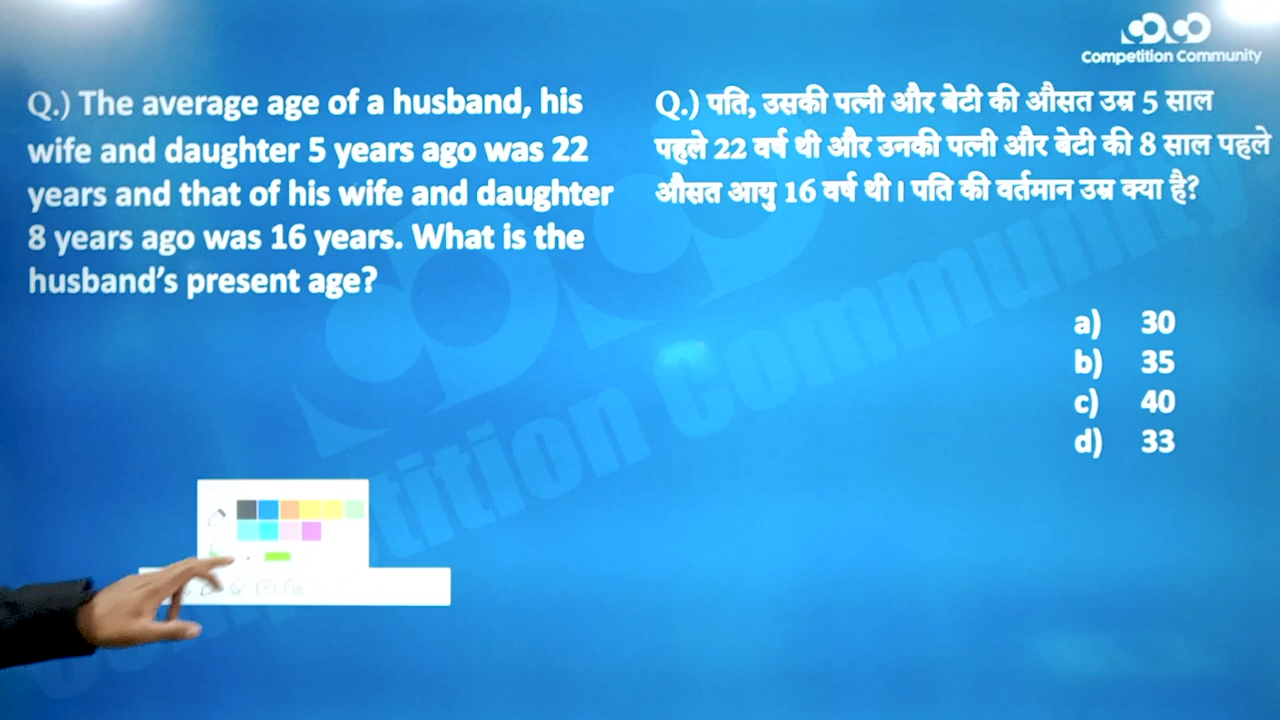 Competition Community
Q.) The average age of a husband, his
wife and daughter 5 years ago was 22
years and that of his wife and daughter
8 years ago was 16 years. What is the
husband's present age?
Q.) पति, उसकी पत्नी और बेटी की औसत उम्र 5 साल
पहले 22 वर्ष थी और उनकी पत्नी और बेटी की 8 साल पहले
औसत आयु 16 वर्ष थी। पति की वर्तमान उम्र क्या है?
a) 30
b) 35
c) 40
d) 33